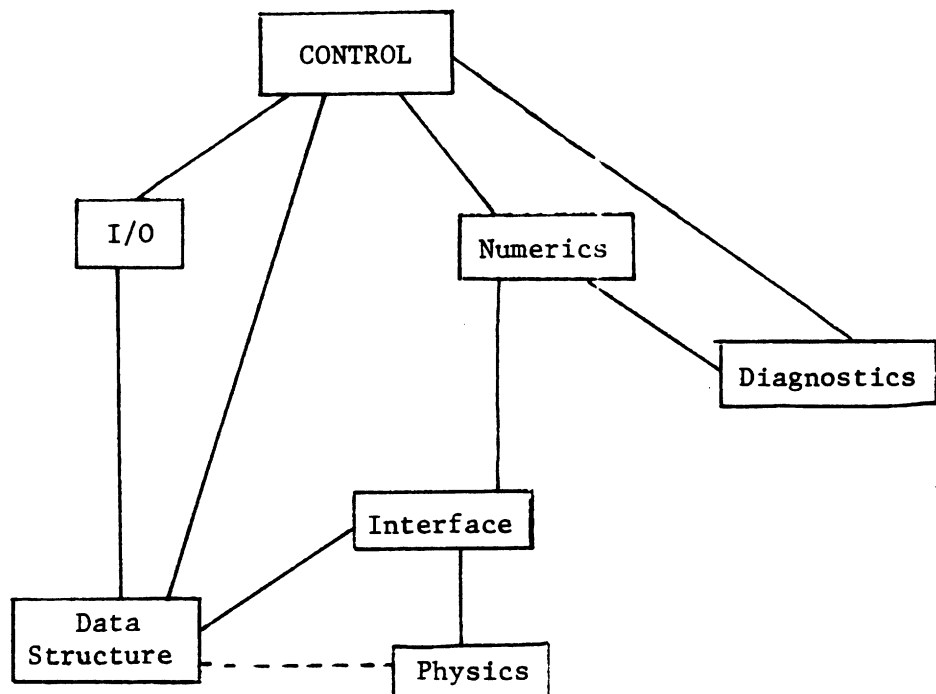 CONTROL
I/O
Numerics
Diagnostics
Interface
Data
Structure
Physics